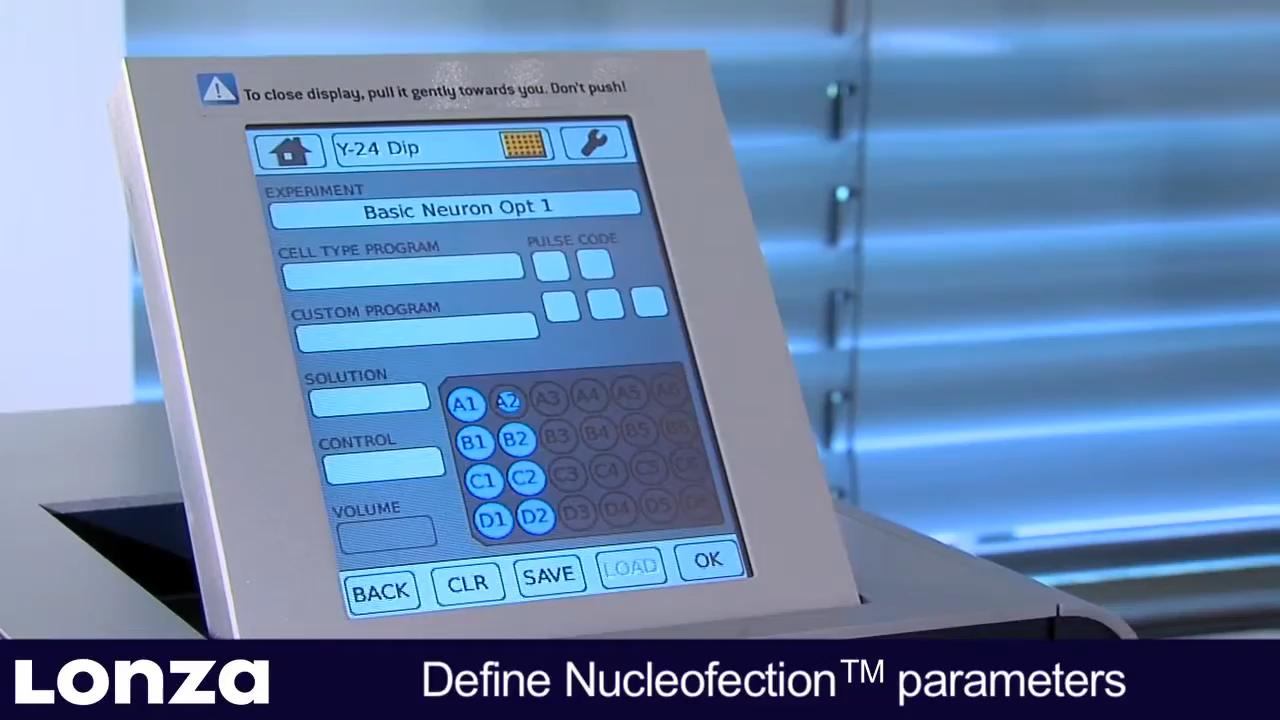 To close display, pull it gently towards you. Don't push!
Y-24 Dip
EXPERIMENT
Basic Neuron Opt 1
CELL TYPE PROGRAM
PULSE CODE
CUSTOM PROGRAM
SOLUTION
CONTROL
VOLUME
A1 A2 A3 A4 A5 A6
B1 B2 B3 B4 B5 B6
C1 C2 C3 C4 C5 C6
D1 D2 D3 D4 D5 D6
BACK CLR SAVE LOAD OK
Lonza
Define Nucleofection™ parameters